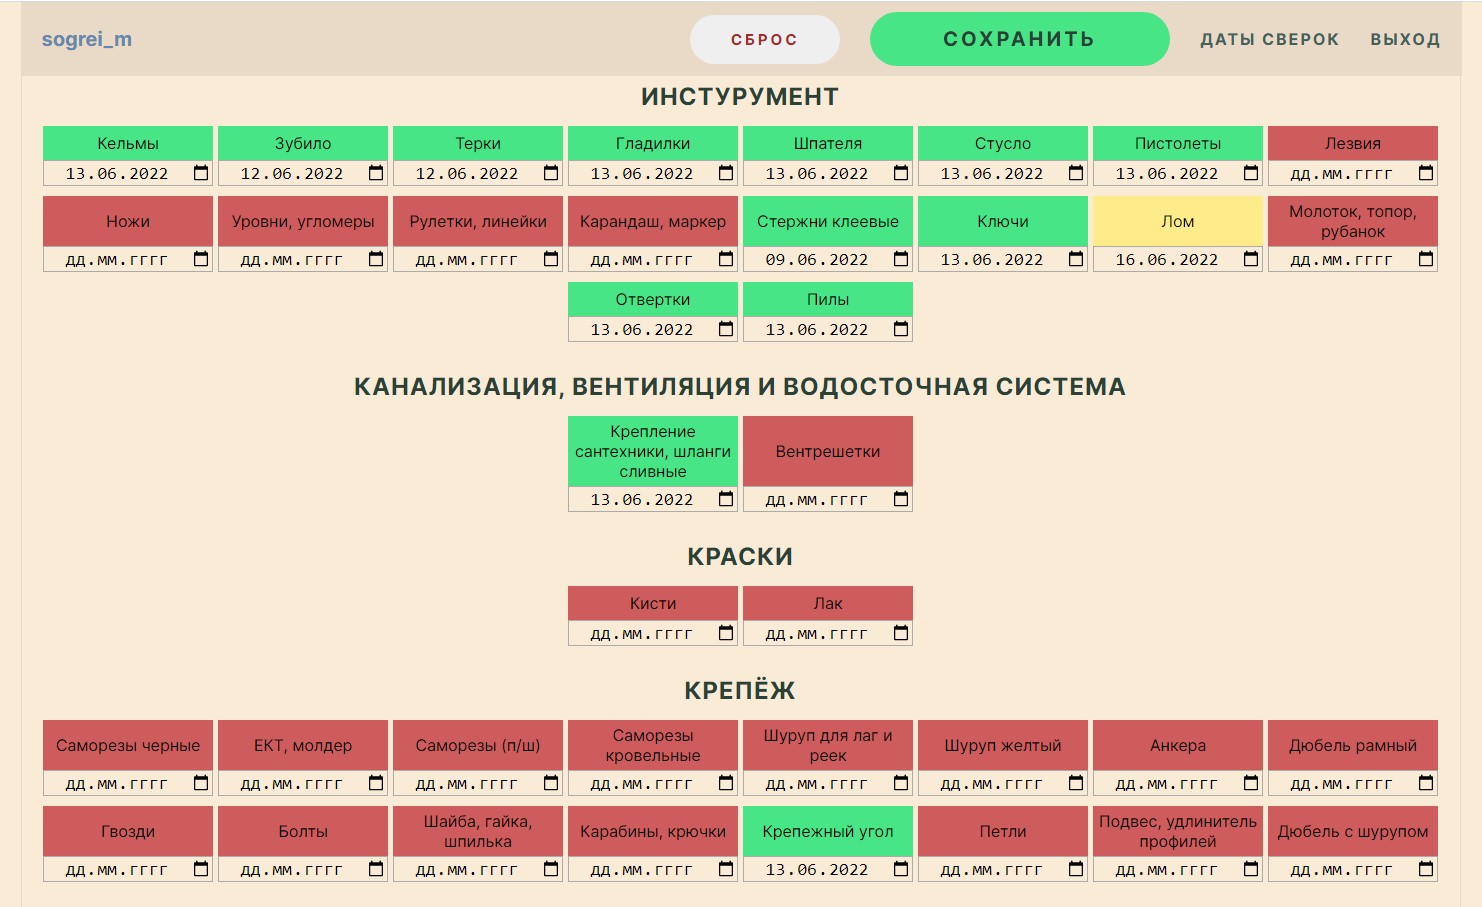 sogrei_m СБРОС СОХРАНИТЬ ДАТЫ СВЕРОК ВЫХОД
ИНСТУРУМЕНТ
Кельмы Зубило Терки Гладилки Шпателя Стусло Пистолеты Лезвия
13.06.2022 12.06.2022 12.06.2022 13.06.2022 13.06.2022 13.06.2022 13.06.2022 дд.мм.гггг
Ножи Уровни, угломеры Рулетки, линейки Карандаш, маркер Стержни клеевые Ключи Лом Молоток, топор,
рубанок
дд.мм.гггг дд.мм.гггг дд.мм.гггг дд.мм.гггг 09.06.2022 13.06.2022 16.06.2022 дд.мм.гггг
Отвертки Пилы
13.06.2022 13.06.2022
КАНАЛИЗАЦИЯ, ВЕНТИЛЯЦИЯ И ВОДОСТОЧНАЯ СИСТЕМА
Крепление
сантехники, шланги Вентрешетки
сливные
13.06.2022 дд.мм.гггг
КРАСКИ
Кисти Лак
дд.мм.гггг дд.мм.гггг
КРЕПЁЖ
Саморезы черные ЕКТ, молдер Саморезы (п/ш) Саморезы
кровельные Шуруп для лаг и
реек Шуруп желтый Анкера Дюбель рамный
дд.мм.гггг дд.мм.гггг дд.мм.гггг дд.мм.гггг дд.мм.гггг дд.мм.гггг дд.мм.гггг дд.мм.гггг
Гвозди Болты Шайба, гайка,
шпилька Карабины, крючки Крепежный угол Петли Подвес, удлинитель
профилей Дюбель с шурупом
дд.мм.гггг дд.мм.гггг дд.мм.гггг дд.мм.гггг 13.06.2022 дд.мм.гггг дд.мм.гггг дд.мм.гггг